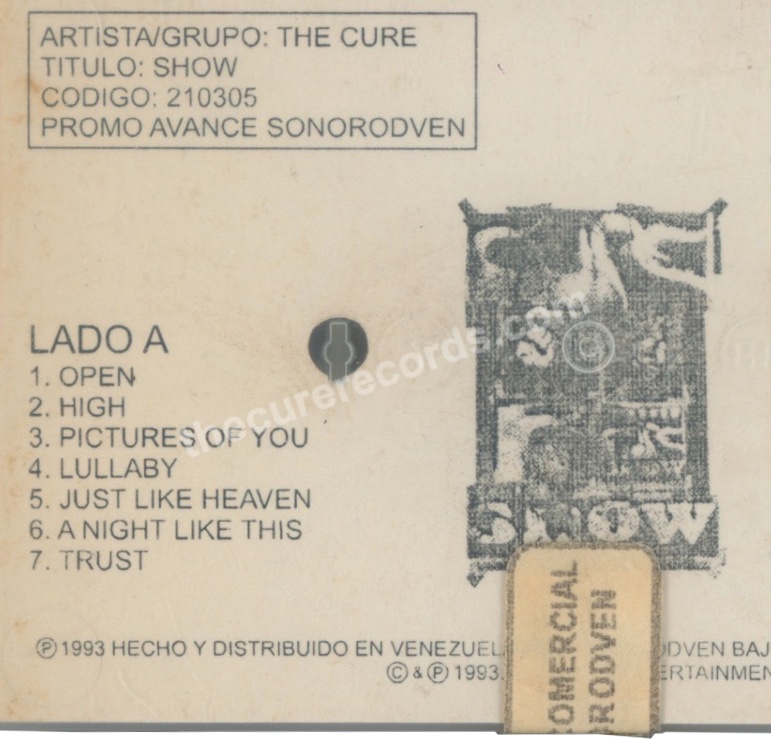 ARTISTA/GRUPO: THE CURE
TITULO: SHOW
CODIGO: 210305
PROMO AVANCE SONORODVEN
LADO A
1. OPEN
2. HIGH
3. PICTURES OF YOU
4. LULLABY
5. JUST LIKE HEAVEN
6. A NIGHT LIKE THIS
7. TRUST
thecurerecords.com
©
SHOW
℗ 1993 HECHO Y DISTRIBUIDO EN VENEZUEL
RODVEN BAJ
© & ℗ 1993.
ERTAINMEN
COMERCIAL
RODVEN